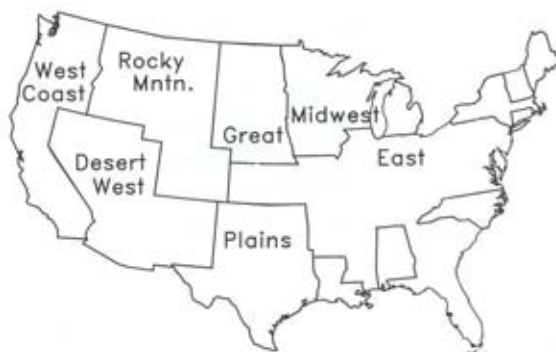 West
Coast
Rocky
Mntn.
Great
Midwest
East
Desert
West
Plains